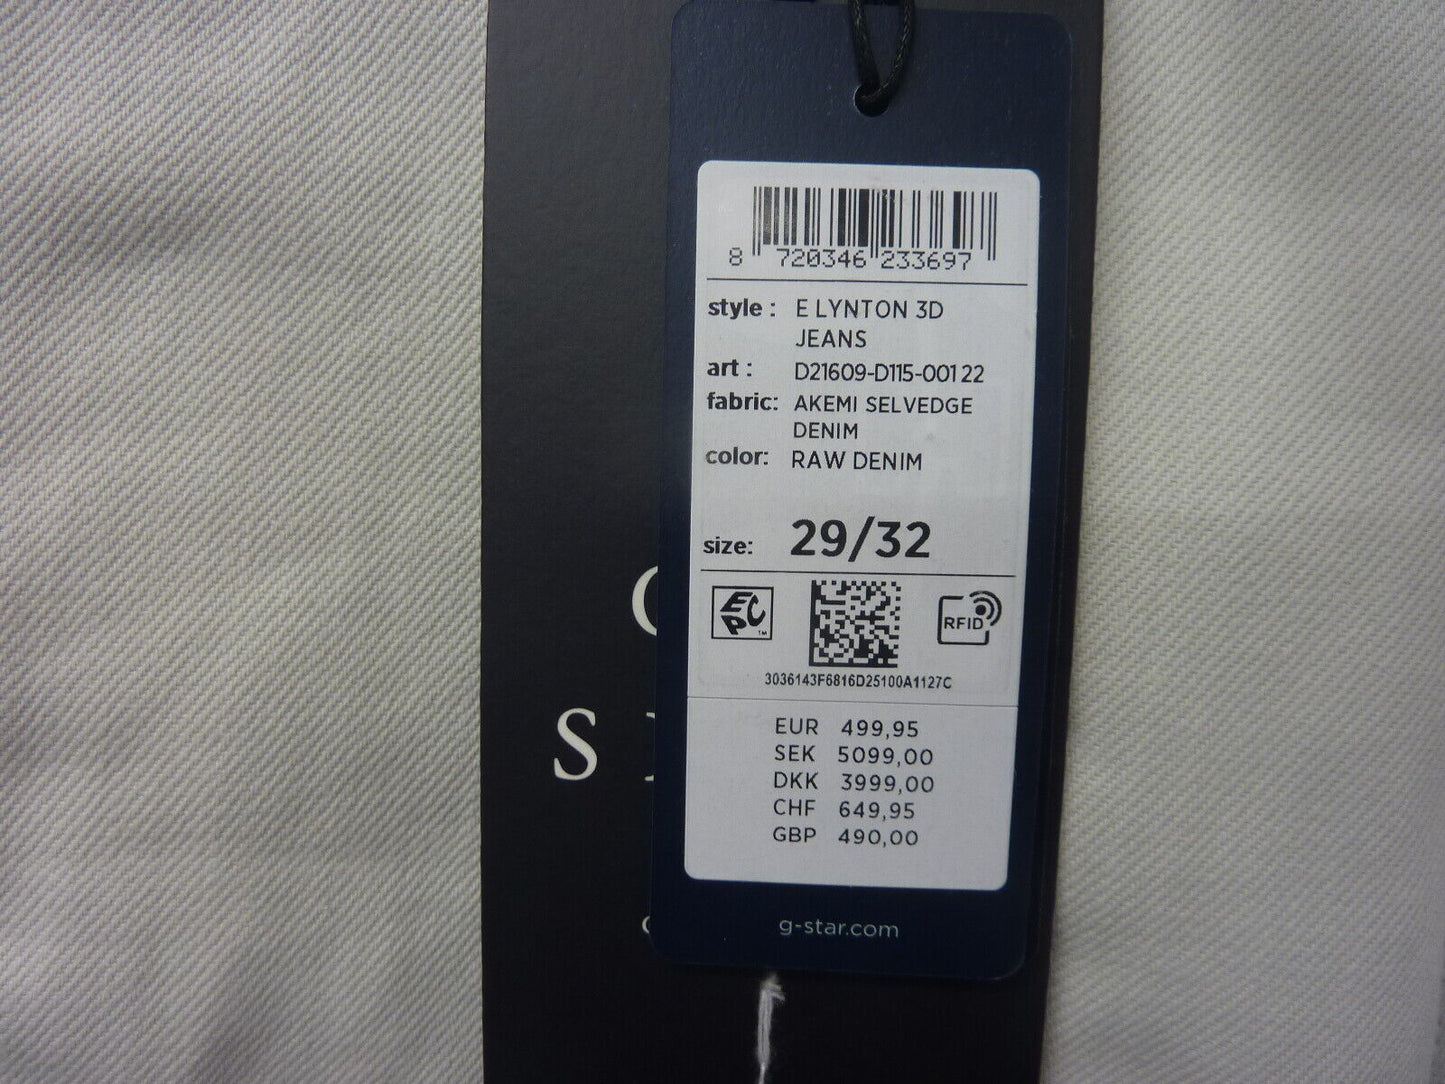 8 720346 233697
style : E LYNTON 3D
JEANS
art : D21609-D115-001 22
fabric: AKEMI SELVEDGE
DENIM
color: RAW DENIM
size: 29/32
EPC TM
RFID
3036143F6816D25100A1127C
EUR 499,95
SEK 5099,00
DKK 3999,00
CHF 649,95
GBP 490,00
g-star.com